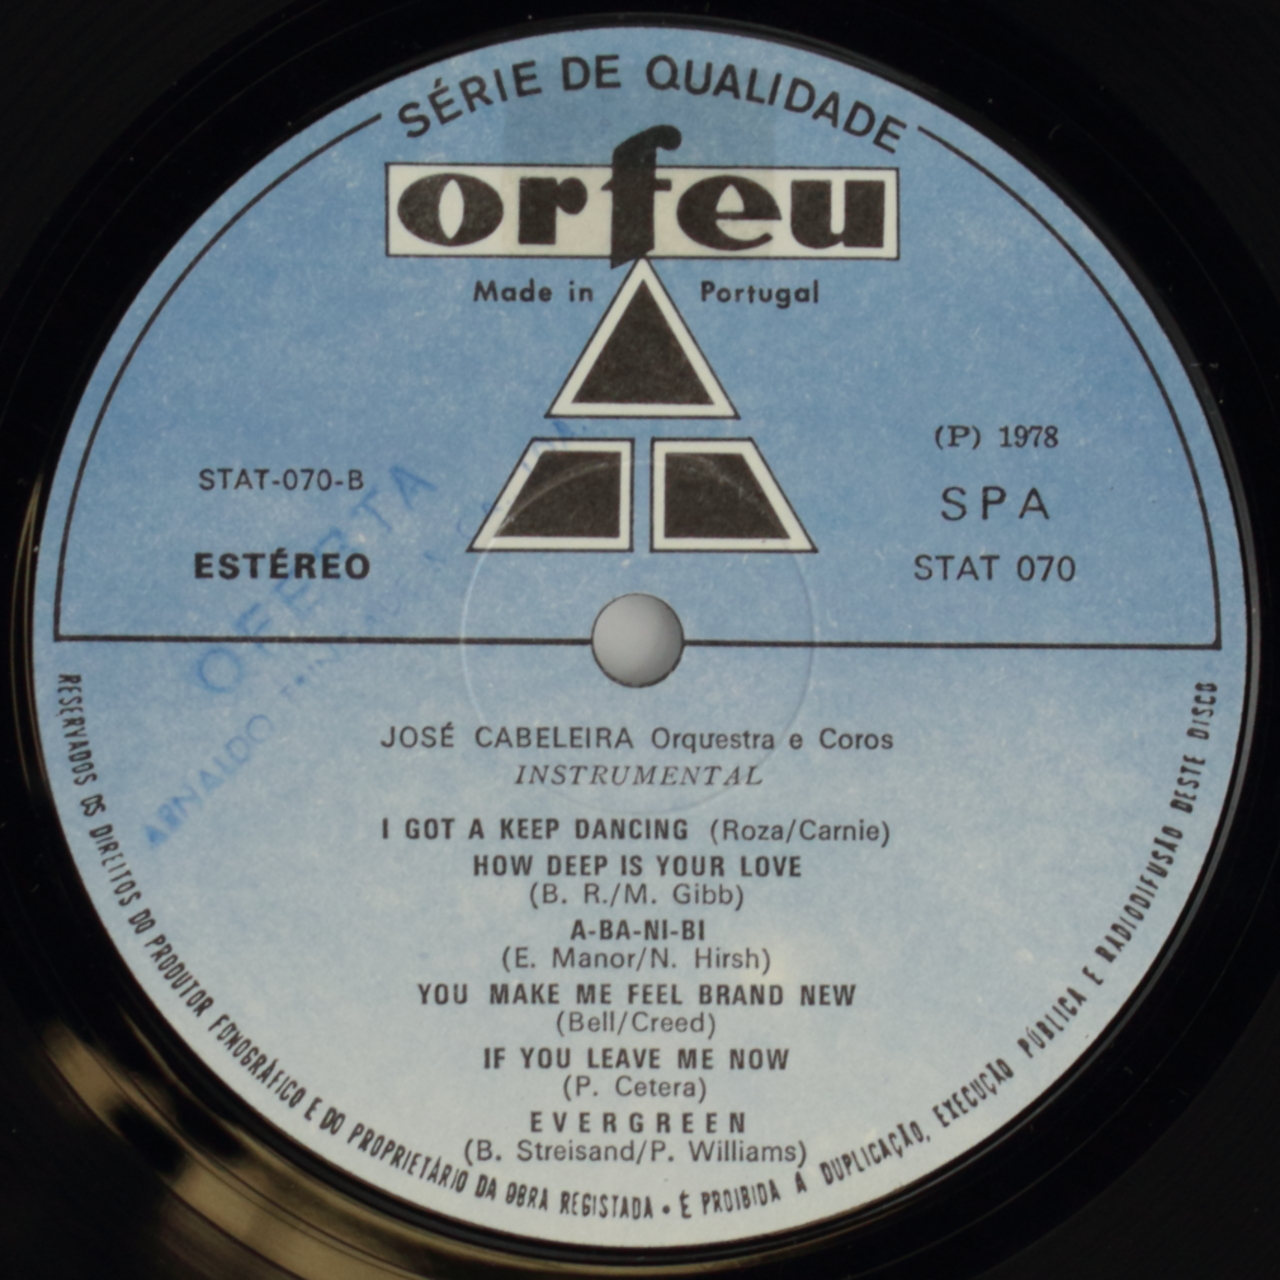 SÉRIE DE QUALIDADE
orfeu
Made in Portugal
(P) 1978
STAT-070-B
SPA
ESTÉREO
STAT 070
OFERTA
ARNALDO
JOSÉ CABELEIRA Orquestra e Coros
INSTRUMENTAL
I GOT A KEEP DANCING (Roza/Carnie)
HOW DEEP IS YOUR LOVE
(B. R./M. Gibb)
A-BA-NI-BI
(E. Manor/N. Hirsh)
YOU MAKE ME FEEL BRAND NEW
(Bell/Creed)
IF YOU LEAVE ME NOW
(P. Cetera)
EVERGREEN
(B. Streisand/P. Williams)
RESERVADOS OS DIREITOS DO PRODUTOR FONOGRÁFICO E DO PROPRIETÁRIO DA OBRA REGISTADA • É PROIBIDA A DUPLICAÇÃO, EXECUÇÃO PÚBLICA E RADIODIFUSÃO DESTE DISCO